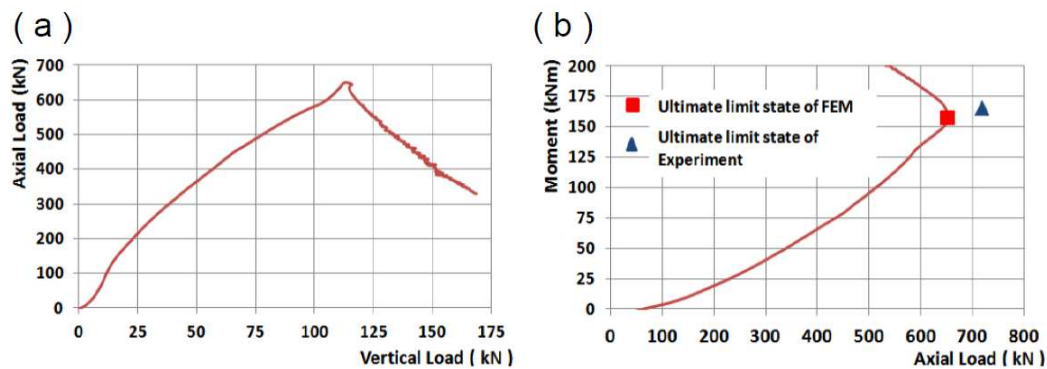 ( a )
Axial Load (kN)
700
600
500
400
300
200
100
0
0 25 50 75 100 125 150 175
Vertical Load ( kN )
( b )
Moment (kNm)
200
175
150
125
100
75
50
25
0
Ultimate limit state of FEM
Ultimate limit state of
Experiment
0 100 200 300 400 500 600 700 800
Axial Load ( kN )